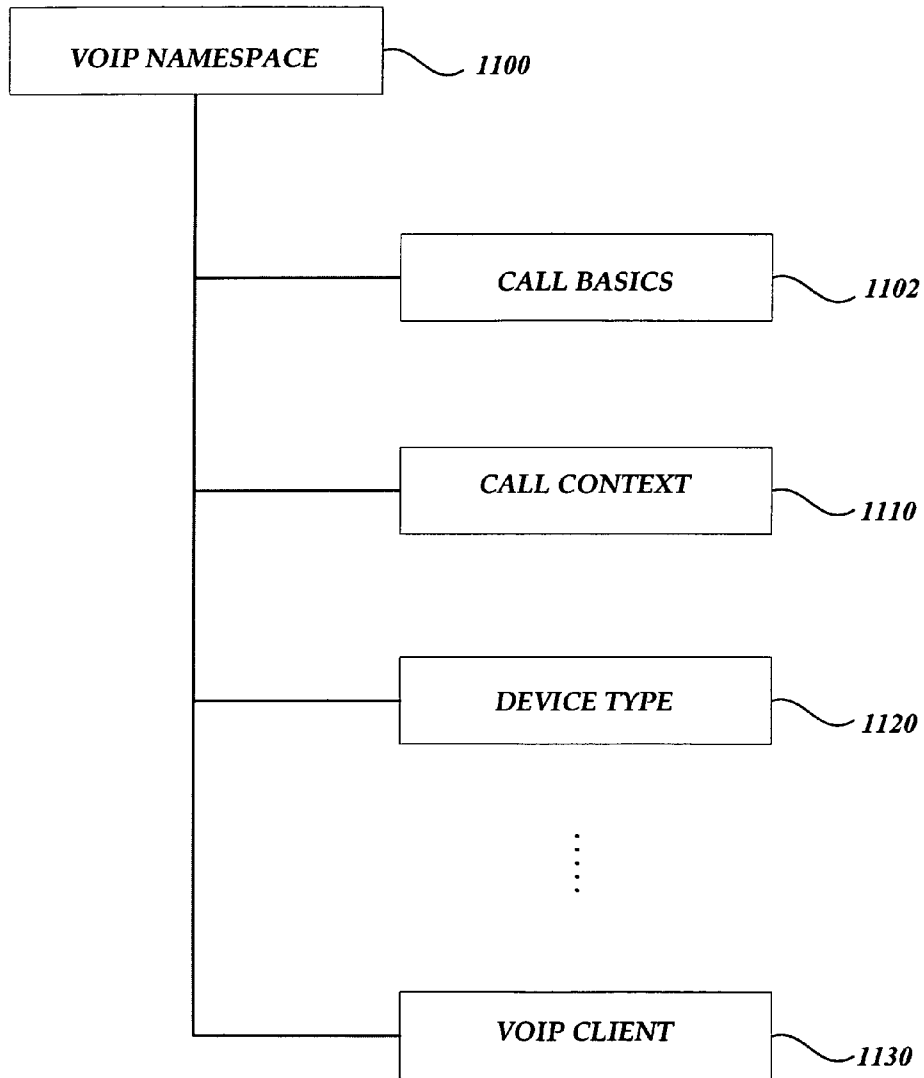 VOIP NAMESPACE
1100
CALL BASICS
1102
CALL CONTEXT
1110
DEVICE TYPE
1120
VOIP CLIENT
1130